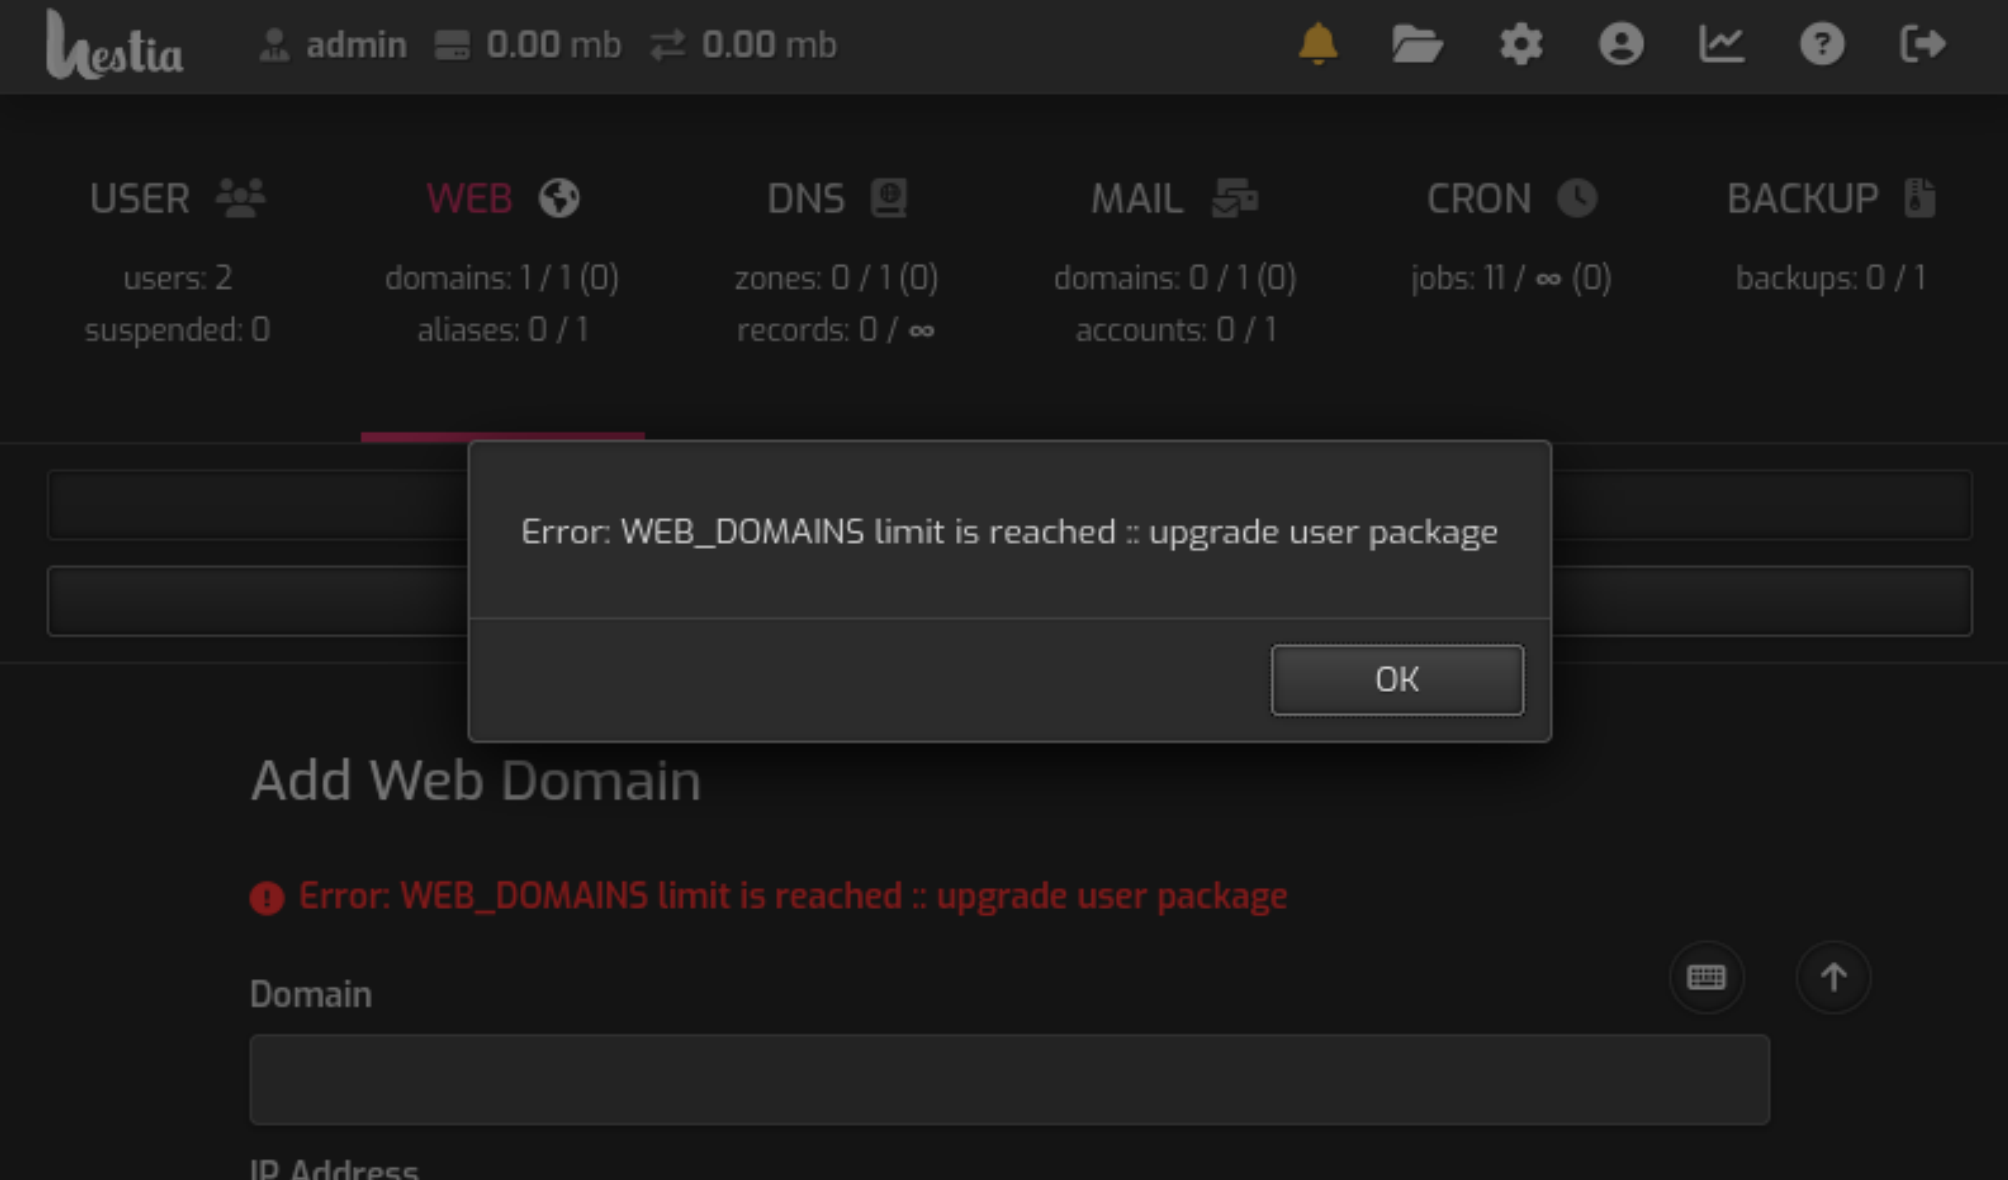 hestia admin 0.00 mb 0.00 mb
USER WEB DNS MAIL CRON BACKUP
users: 2 domains: 1 / 1 (0) zones: 0 / 1 (0) domains: 0 / 1 (0) jobs: 11 / ∞ (0) backups: 0 / 1
suspended: 0 aliases: 0 / 1 records: 0 / ∞ accounts: 0 / 1
Error: WEB_DOMAINS limit is reached :: upgrade user package
OK
Add Web Domain
Error: WEB_DOMAINS limit is reached :: upgrade user package
Domain
IP Address